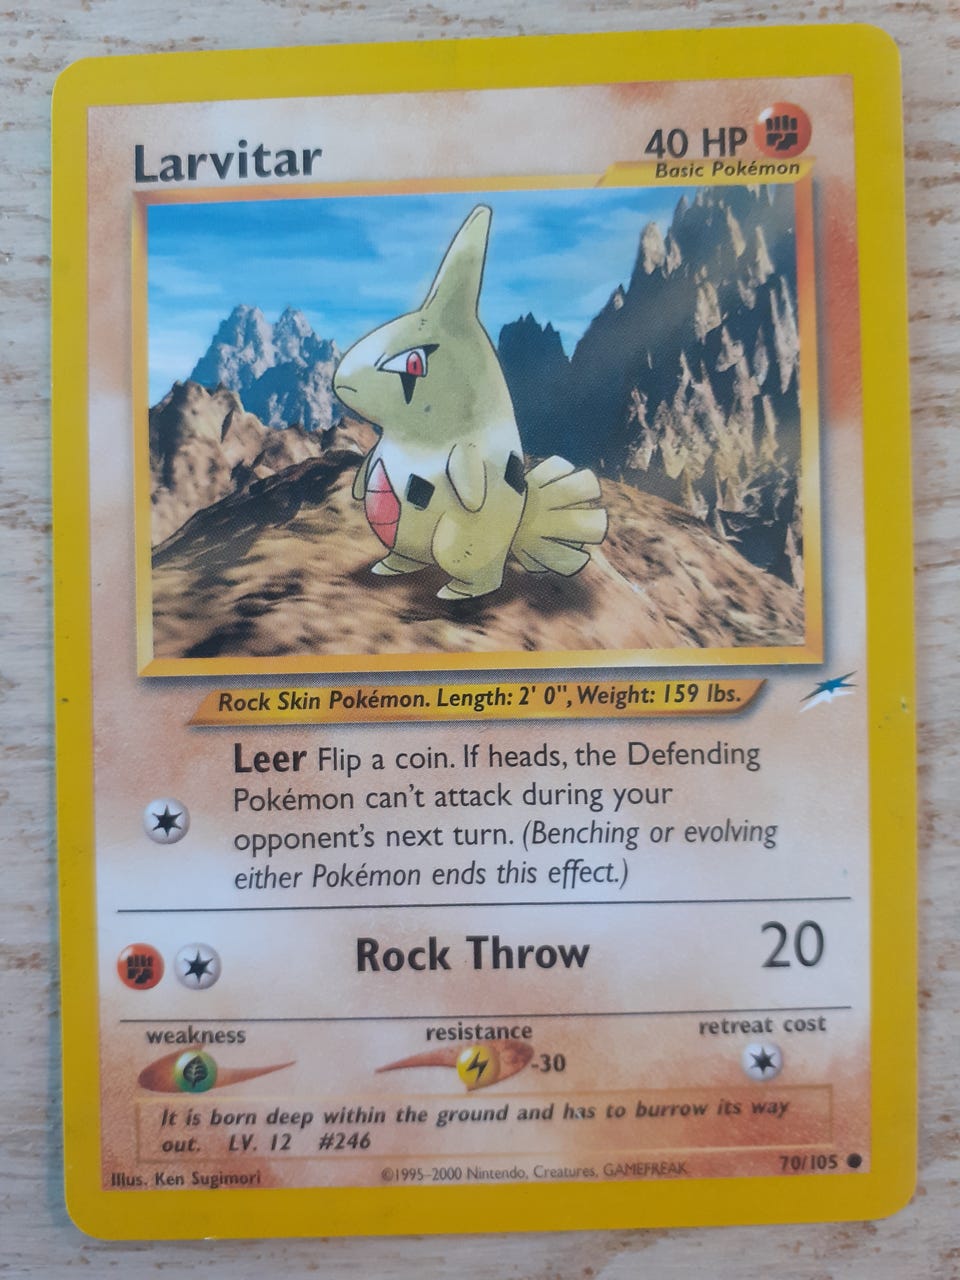 Larvitar
40 HP
Basic Pokémon
Rock Skin Pokémon. Length: 2' 0", Weight: 159 lbs.
Leer Flip a coin. If heads, the Defending
Pokémon can't attack during your
opponent's next turn. (Benching or evolving
either Pokémon ends this effect.)
Rock Throw 20
weakness resistance retreat cost
-30
It is born deep within the ground and has to burrow its way
out. LV. 12 #246
Illus. Ken Sugimori ©1995–2000 Nintendo, Creatures, GAMEFREAK 70/105